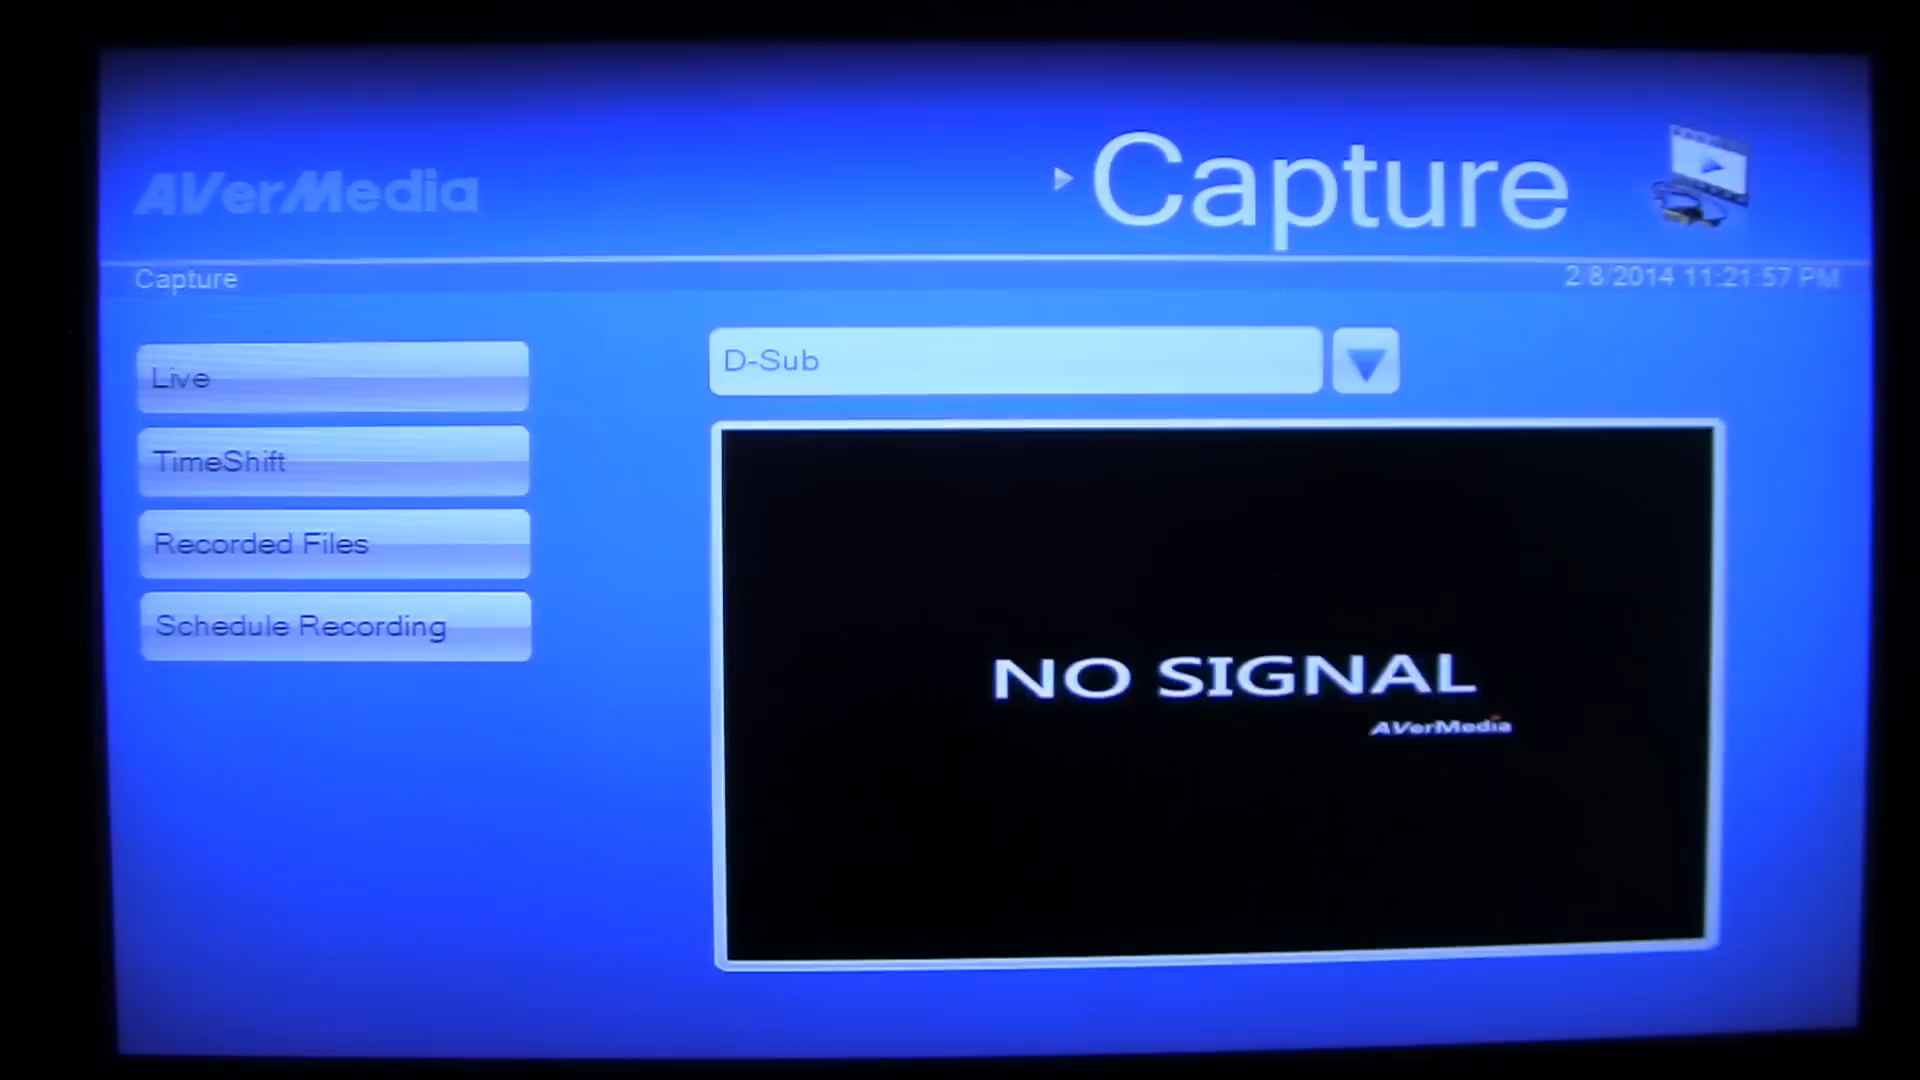 AVerMedia
Capture
Capture
2/8/2014 11:21:57 PM
Live
TimeShift
Recorded Files
Schedule Recording
D-Sub
NO SIGNAL
AVerMedia